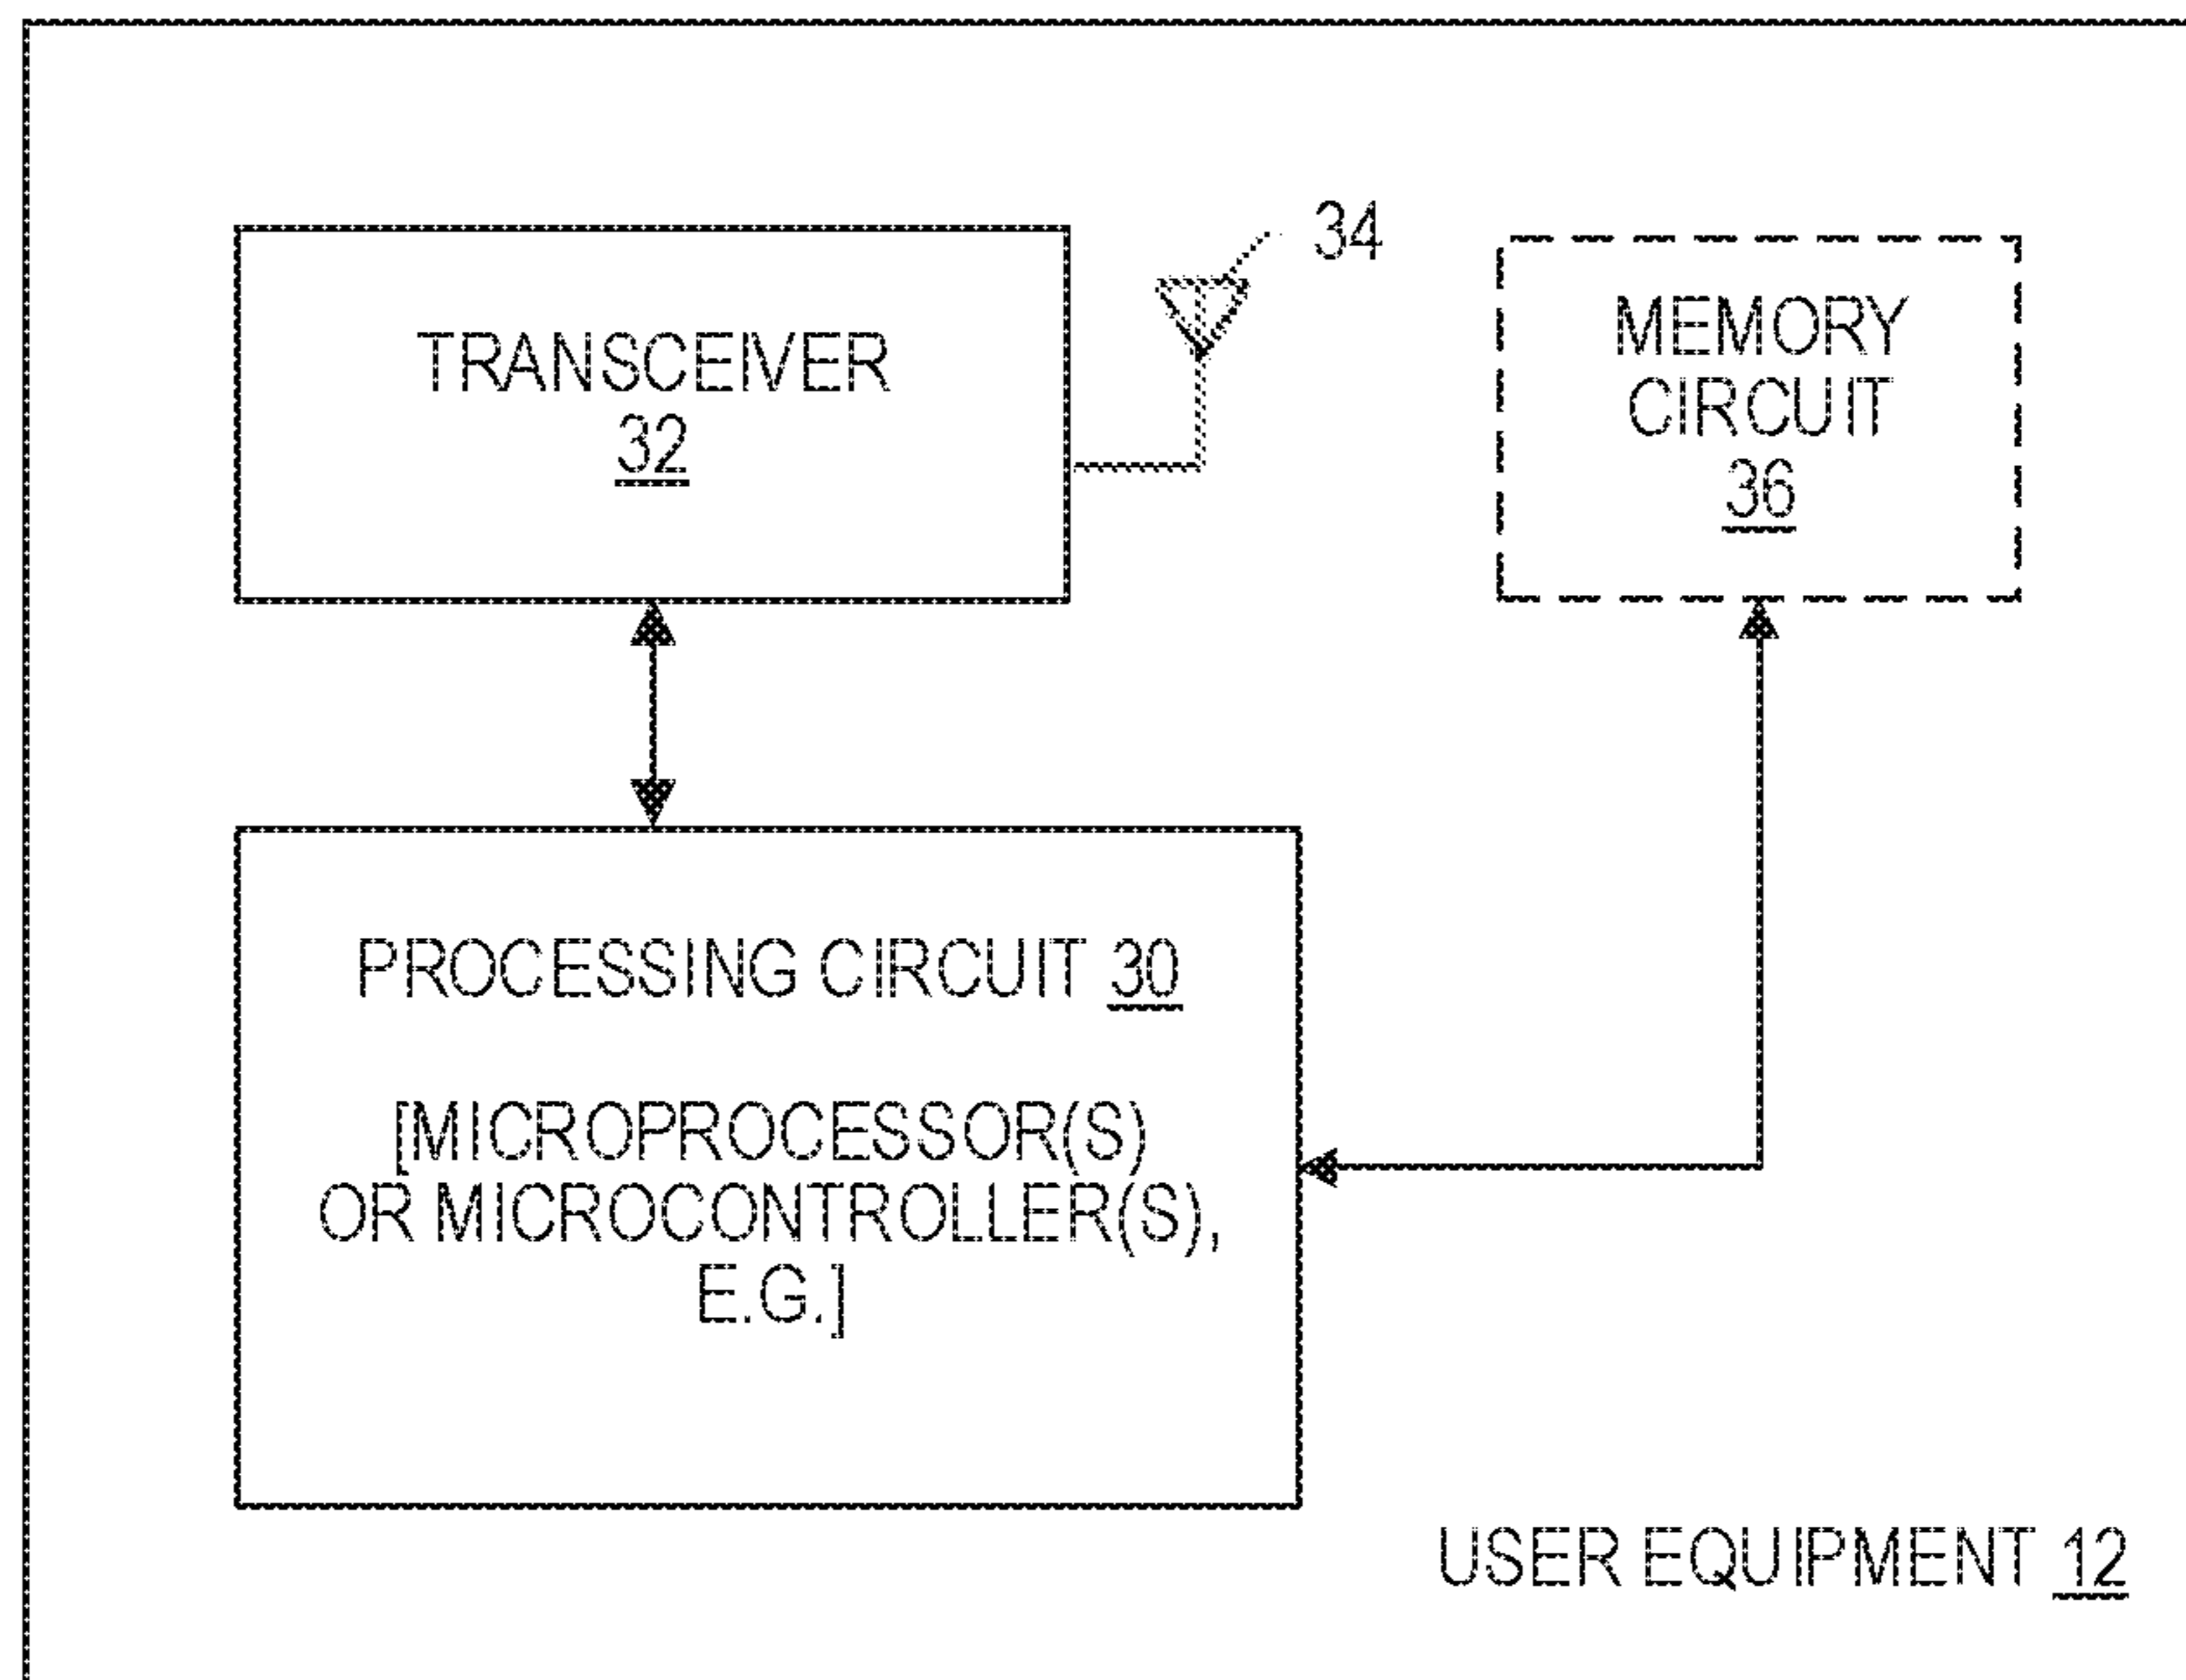 TRANSCEIVER
32
34
MEMORY
CIRCUIT
36
PROCESSING CIRCUIT 30
[MICROPROCESSOR(S)
OR MICROCONTROLLER(S),
E.G.]
USER EQUIPMENT 12